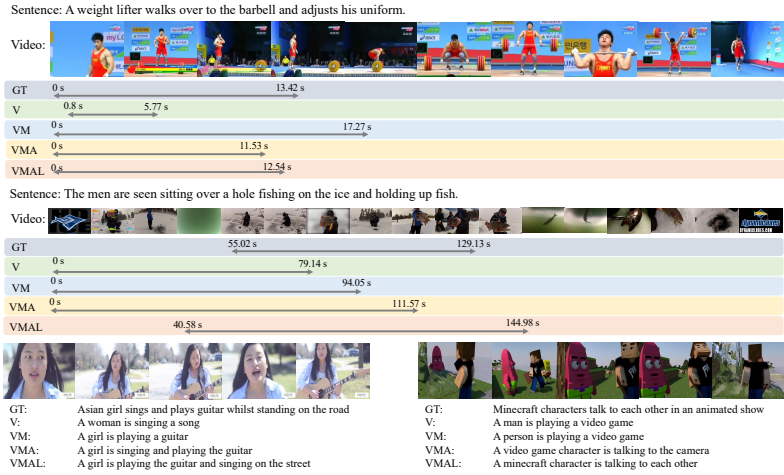 Sentence: A weight lifter walks over to the barbell and adjusts his uniform.
Video:
GT 0 s 13.42 s
V 0.8 s 5.77 s
VM 0 s 17.27 s
VMA 0 s 11.53 s
VMAL 0 s 12.54 s
Sentence: The men are seen sitting over a hole fishing on the ice and holding up fish.
Video:
GT 55.02 s 129.13 s
V 0 s 79.14 s
VM 0 s 94.05 s
VMA 0 s 111.57 s
VMAL 40.58 s 144.98 s
GT: Asian girl sings and plays guitar whilst standing on the road
V: A woman is singing a song
VM: A girl is playing a guitar
VMA: A girl is singing and playing the guitar
VMAL: A girl is playing the guitar and singing on the street
GT: Minecraft characters talk to each other in an animated show
V: A man is playing a video game
VM: A person is playing a video game
VMA: A video game character is talking to the camera
VMAL: A minecraft character is talking to each other